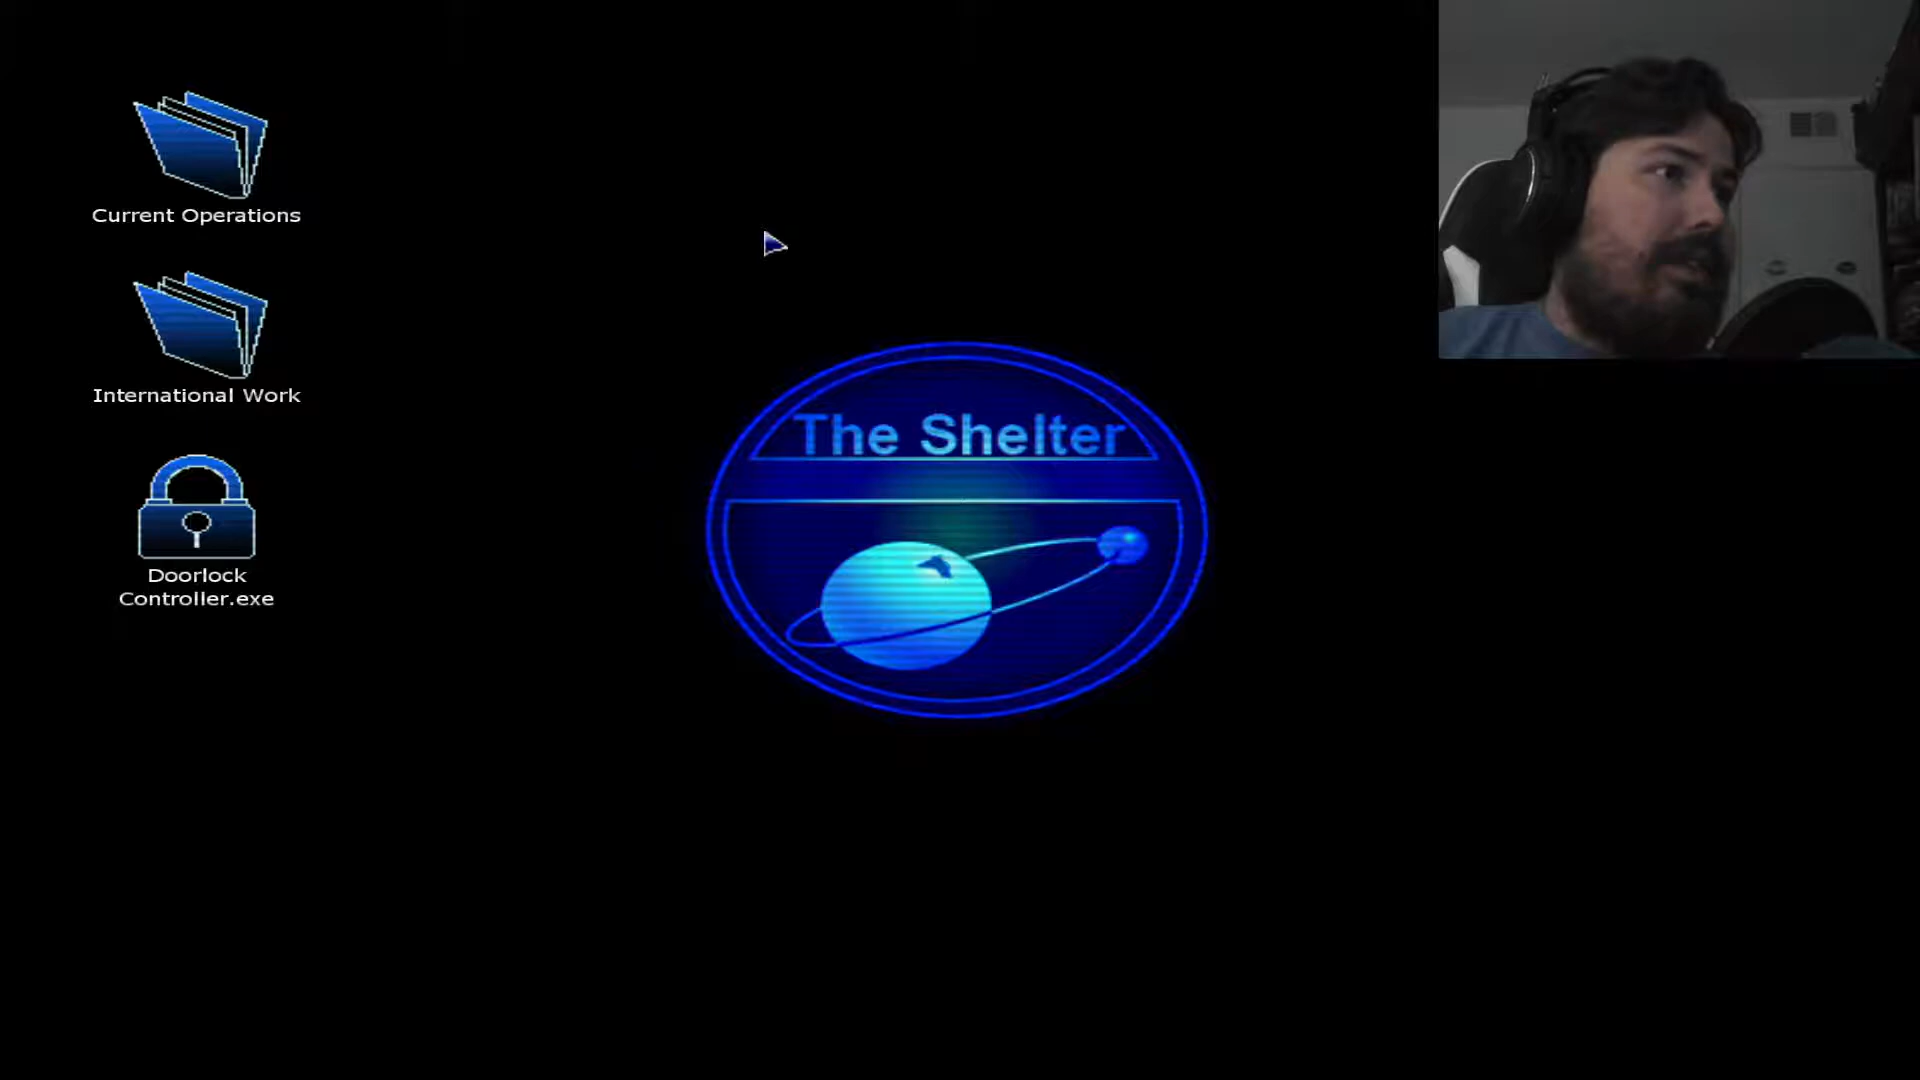 Current Operations
International Work
Doorlock
Controller.exe
The Shelter